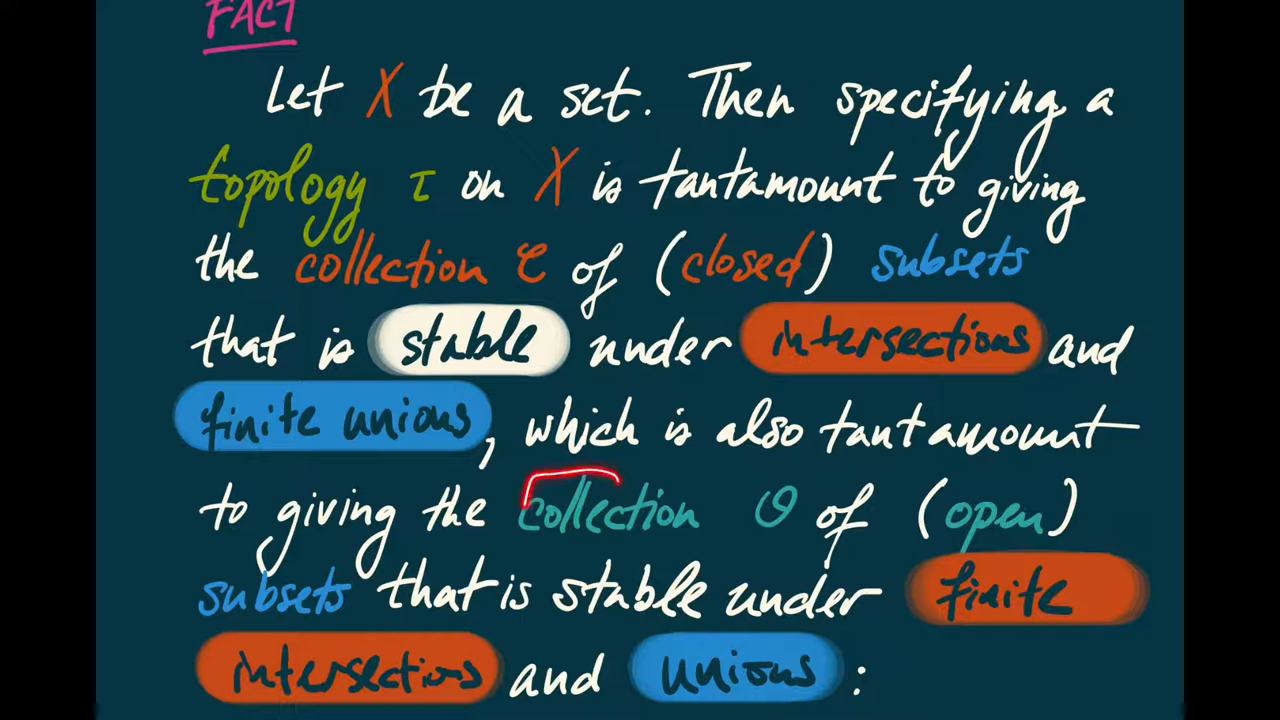 FACT
Let X be a set. Then specifying a
topology τ on X is tantamount to giving
the collection 𝒞 of (closed) subsets
that is stable under intersections and
finite unions, which is also tantamount
to giving the collection 𝒪 of (open)
subsets that is stable under finite
intersections and unions :